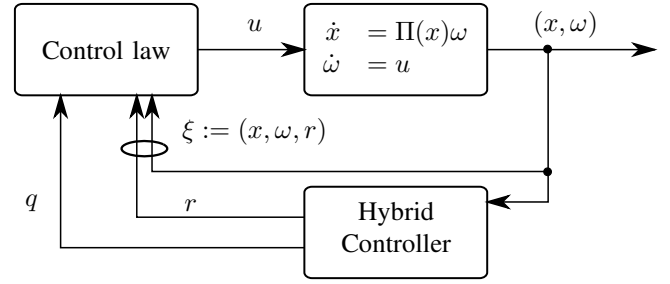 Control law
u
ẋ = Π(x)ω
ω̇ = u
(x, ω)
ξ := (x, ω, r)
q
r
Hybrid
Controller